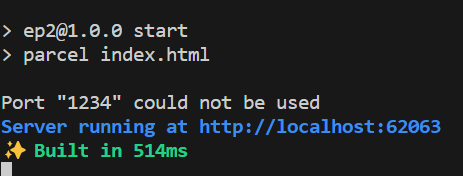 > ep2@1.0.0 start
> parcel index.html
Port "1234" could not be used
Server running at http://localhost:62063
✨ Built in 514ms